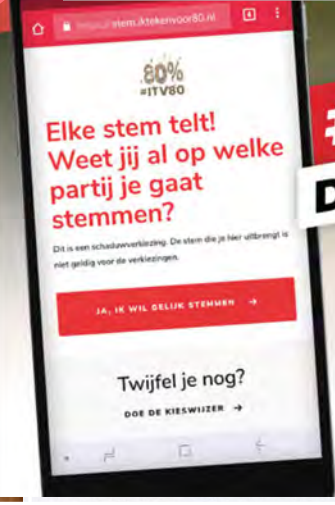 https://stem.iktekenvoor80.nl
80%
#ITV80
Elke stem telt!
Weet jij al op welke
partij je gaat
stemmen?
Dit is een schaduwverkiezing. De stem die je hier uitbrengt is
niet geldig voor de verkiezingen.
JA, IK WIL GELIJK STEMMEN →
Twijfel je nog?
DOE DE KIESWIJZER →
#
D